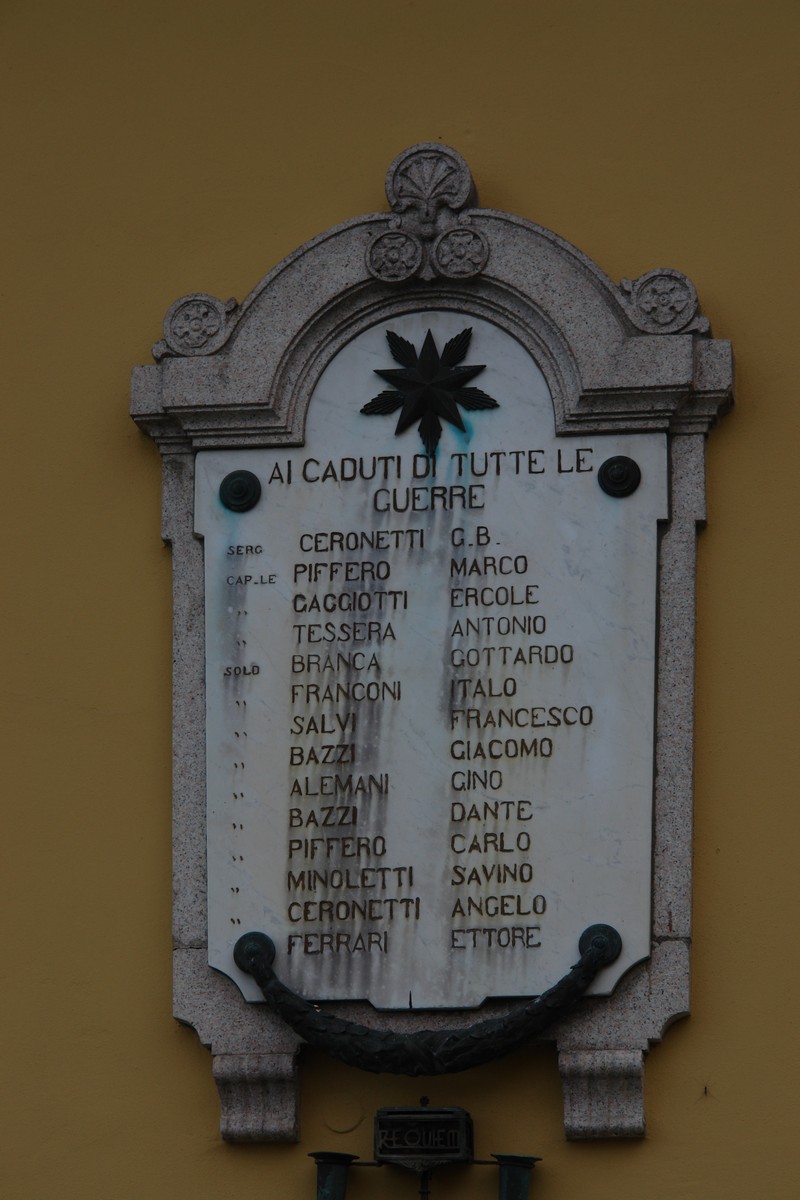 AI CADUTI DI TUTTE LE
GUERRE
SERG CERONETTI G.B.
CAP.LE PIFFERO MARCO
,, GAGGIOTTI ERCOLE
,, TESSERA ANTONIO
SOLD BRANCA GOTTARDO
,, FRANCONI ITALO
,, SALVI FRANCESCO
,, BAZZI GIACOMO
,, ALEMANI GINO
,, BAZZI DANTE
,, PIFFERO CARLO
,, MINOLETTI SAVINO
,, CERONETTI ANGELO
FERRARI ETTORE
REQUIEM